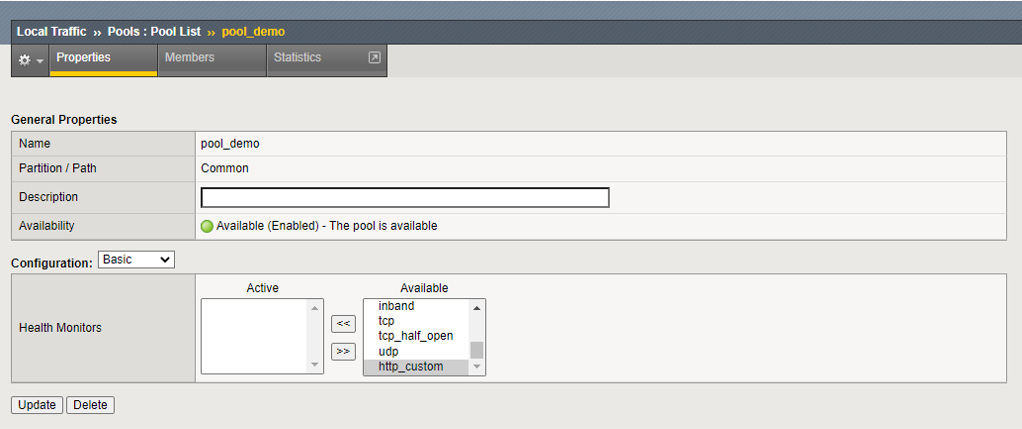 Local Traffic ›› Pools : Pool List ›› pool_demo
Properties Members Statistics
General Properties
Name pool_demo
Partition / Path Common
Description
Availability Available (Enabled) - The pool is available
Configuration: Basic
Active Available
Health Monitors
inband
tcp
<< tcp_half_open
>> udp
http_custom
Update Delete